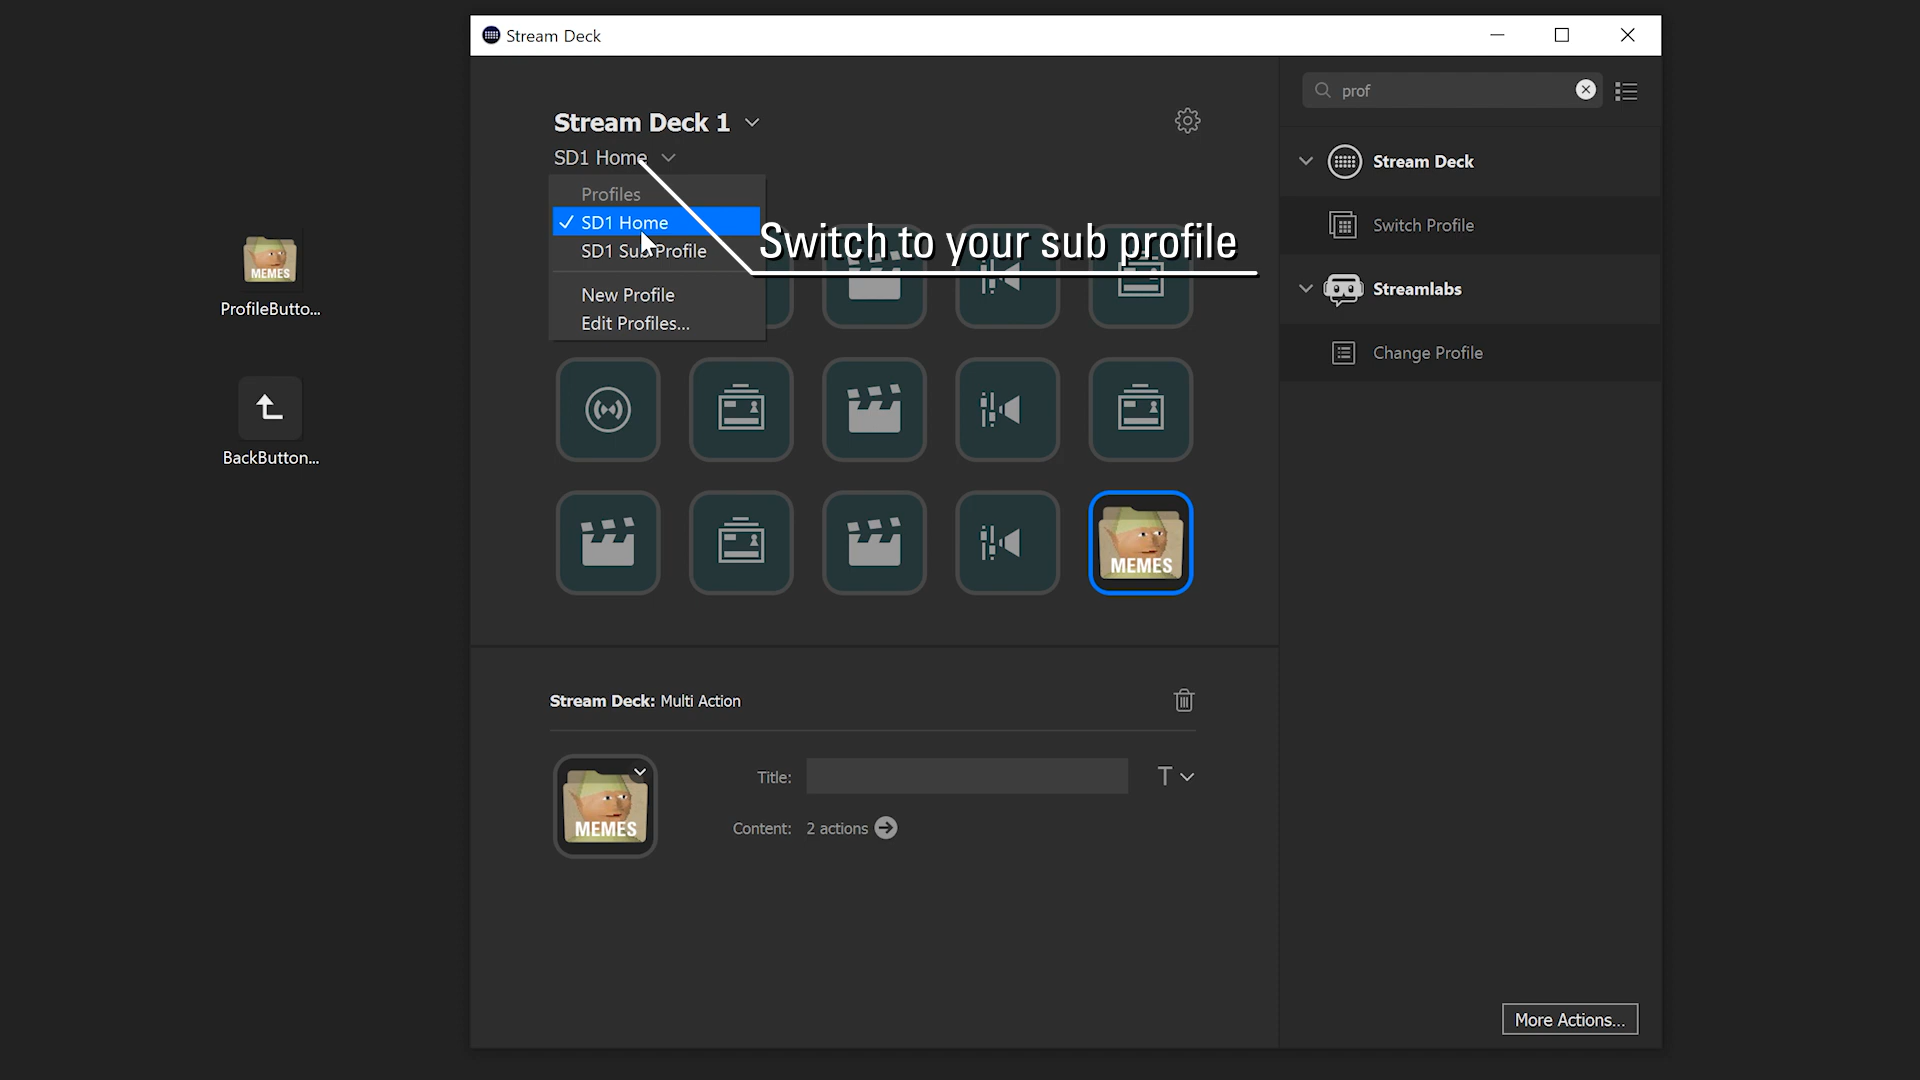 Stream Deck
Stream Deck 1
SD1 Home
Profiles
SD1 Home
SD1 Sub Profile
New Profile
Edit Profiles...
Switch to your sub profile
MEMES
ProfileButto...
BackButton...
MEMES
Stream Deck: Multi Action
MEMES
Title:
T
Content: 2 actions
prof
Stream Deck
Switch Profile
Streamlabs
Change Profile
More Actions...